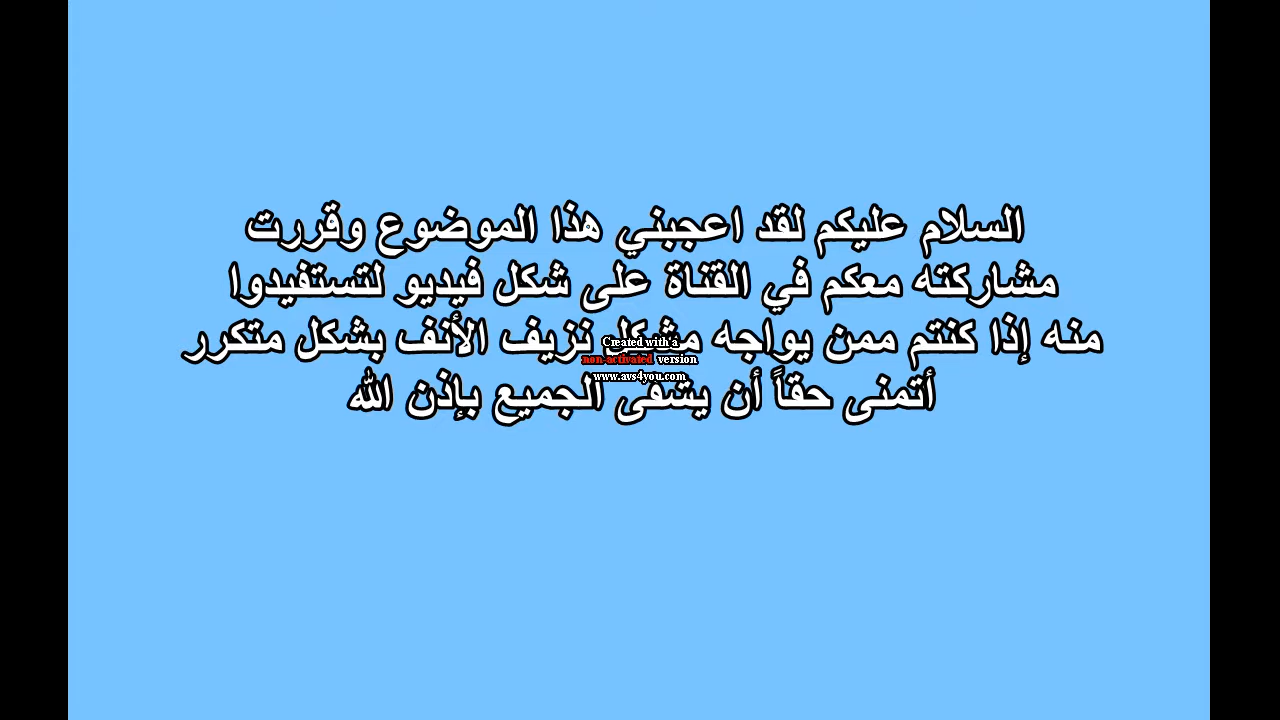 السلام عليكم لقد اعجبني هذا الموضوع وقررت
مشاركته معكم في القناة على شكل فيديو لتستفيدوا
منه إذا كنتم ممن يواجه مشكل نزيف الأنف بشكل متكرر
أتمنى حقاً أن يشفى الجميع بإذن الله
Created with a
non-activated version
www.avs4you.com